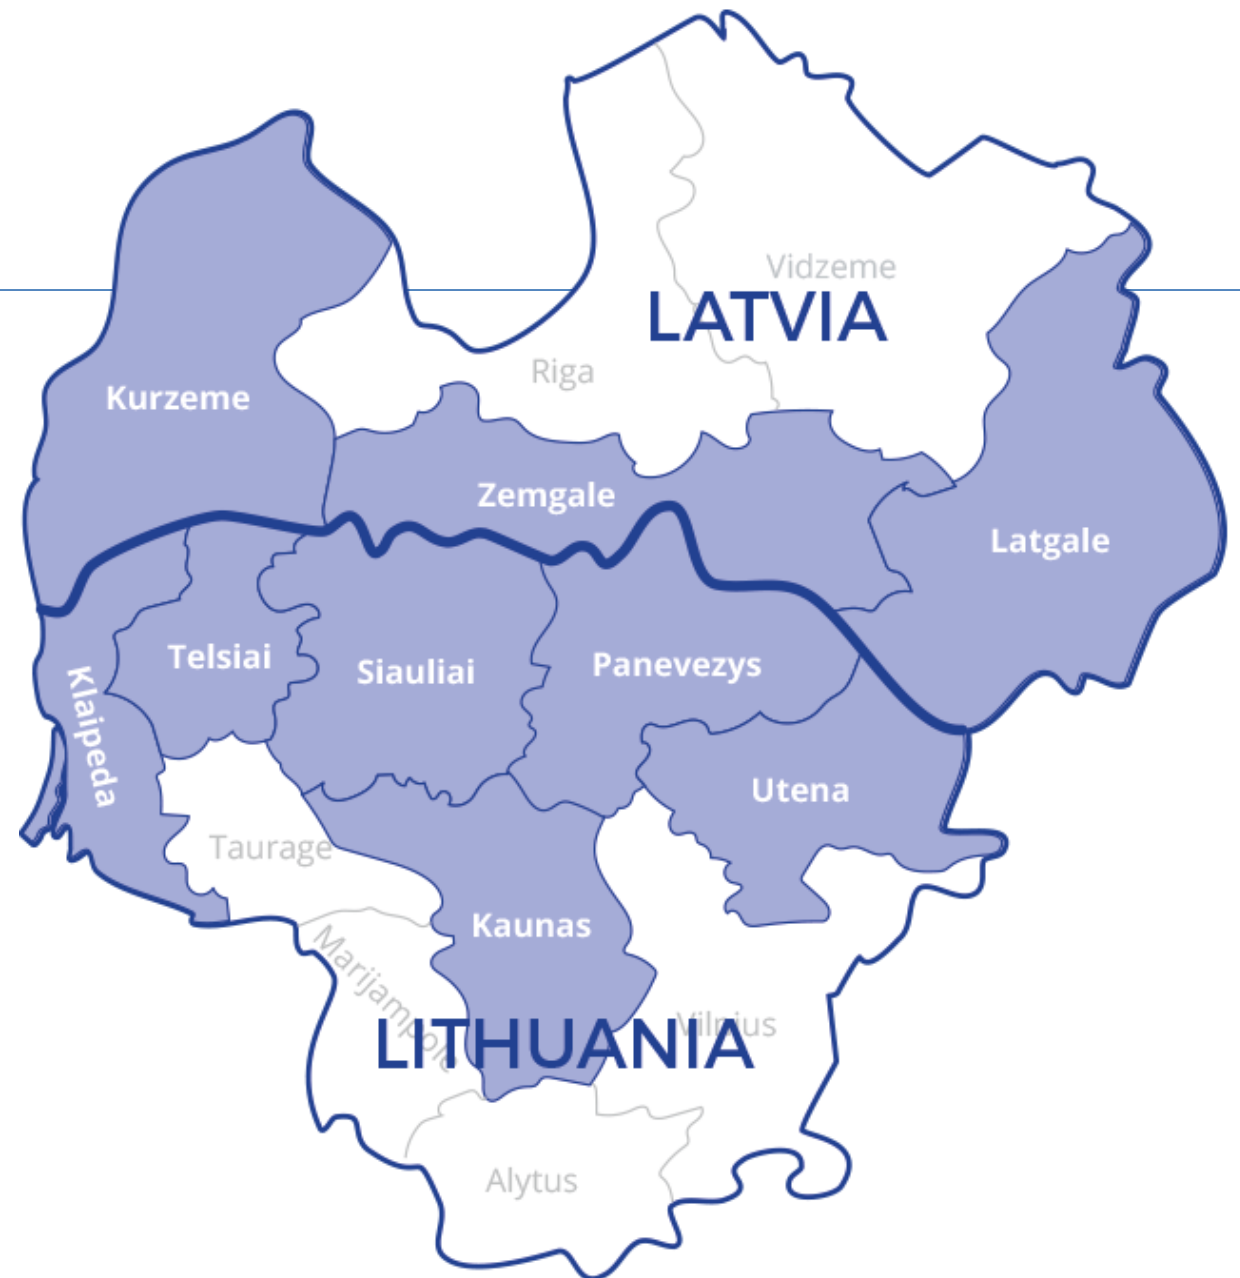 Vidzeme
LATVIA
Riga
Kurzeme
Zemgale
Latgale
Telsiai
Siauliai
Panevezys
Klaipeda
Utena
Taurage
Kaunas
Marijampole
Vilnius
LITHUANIA
Alytus